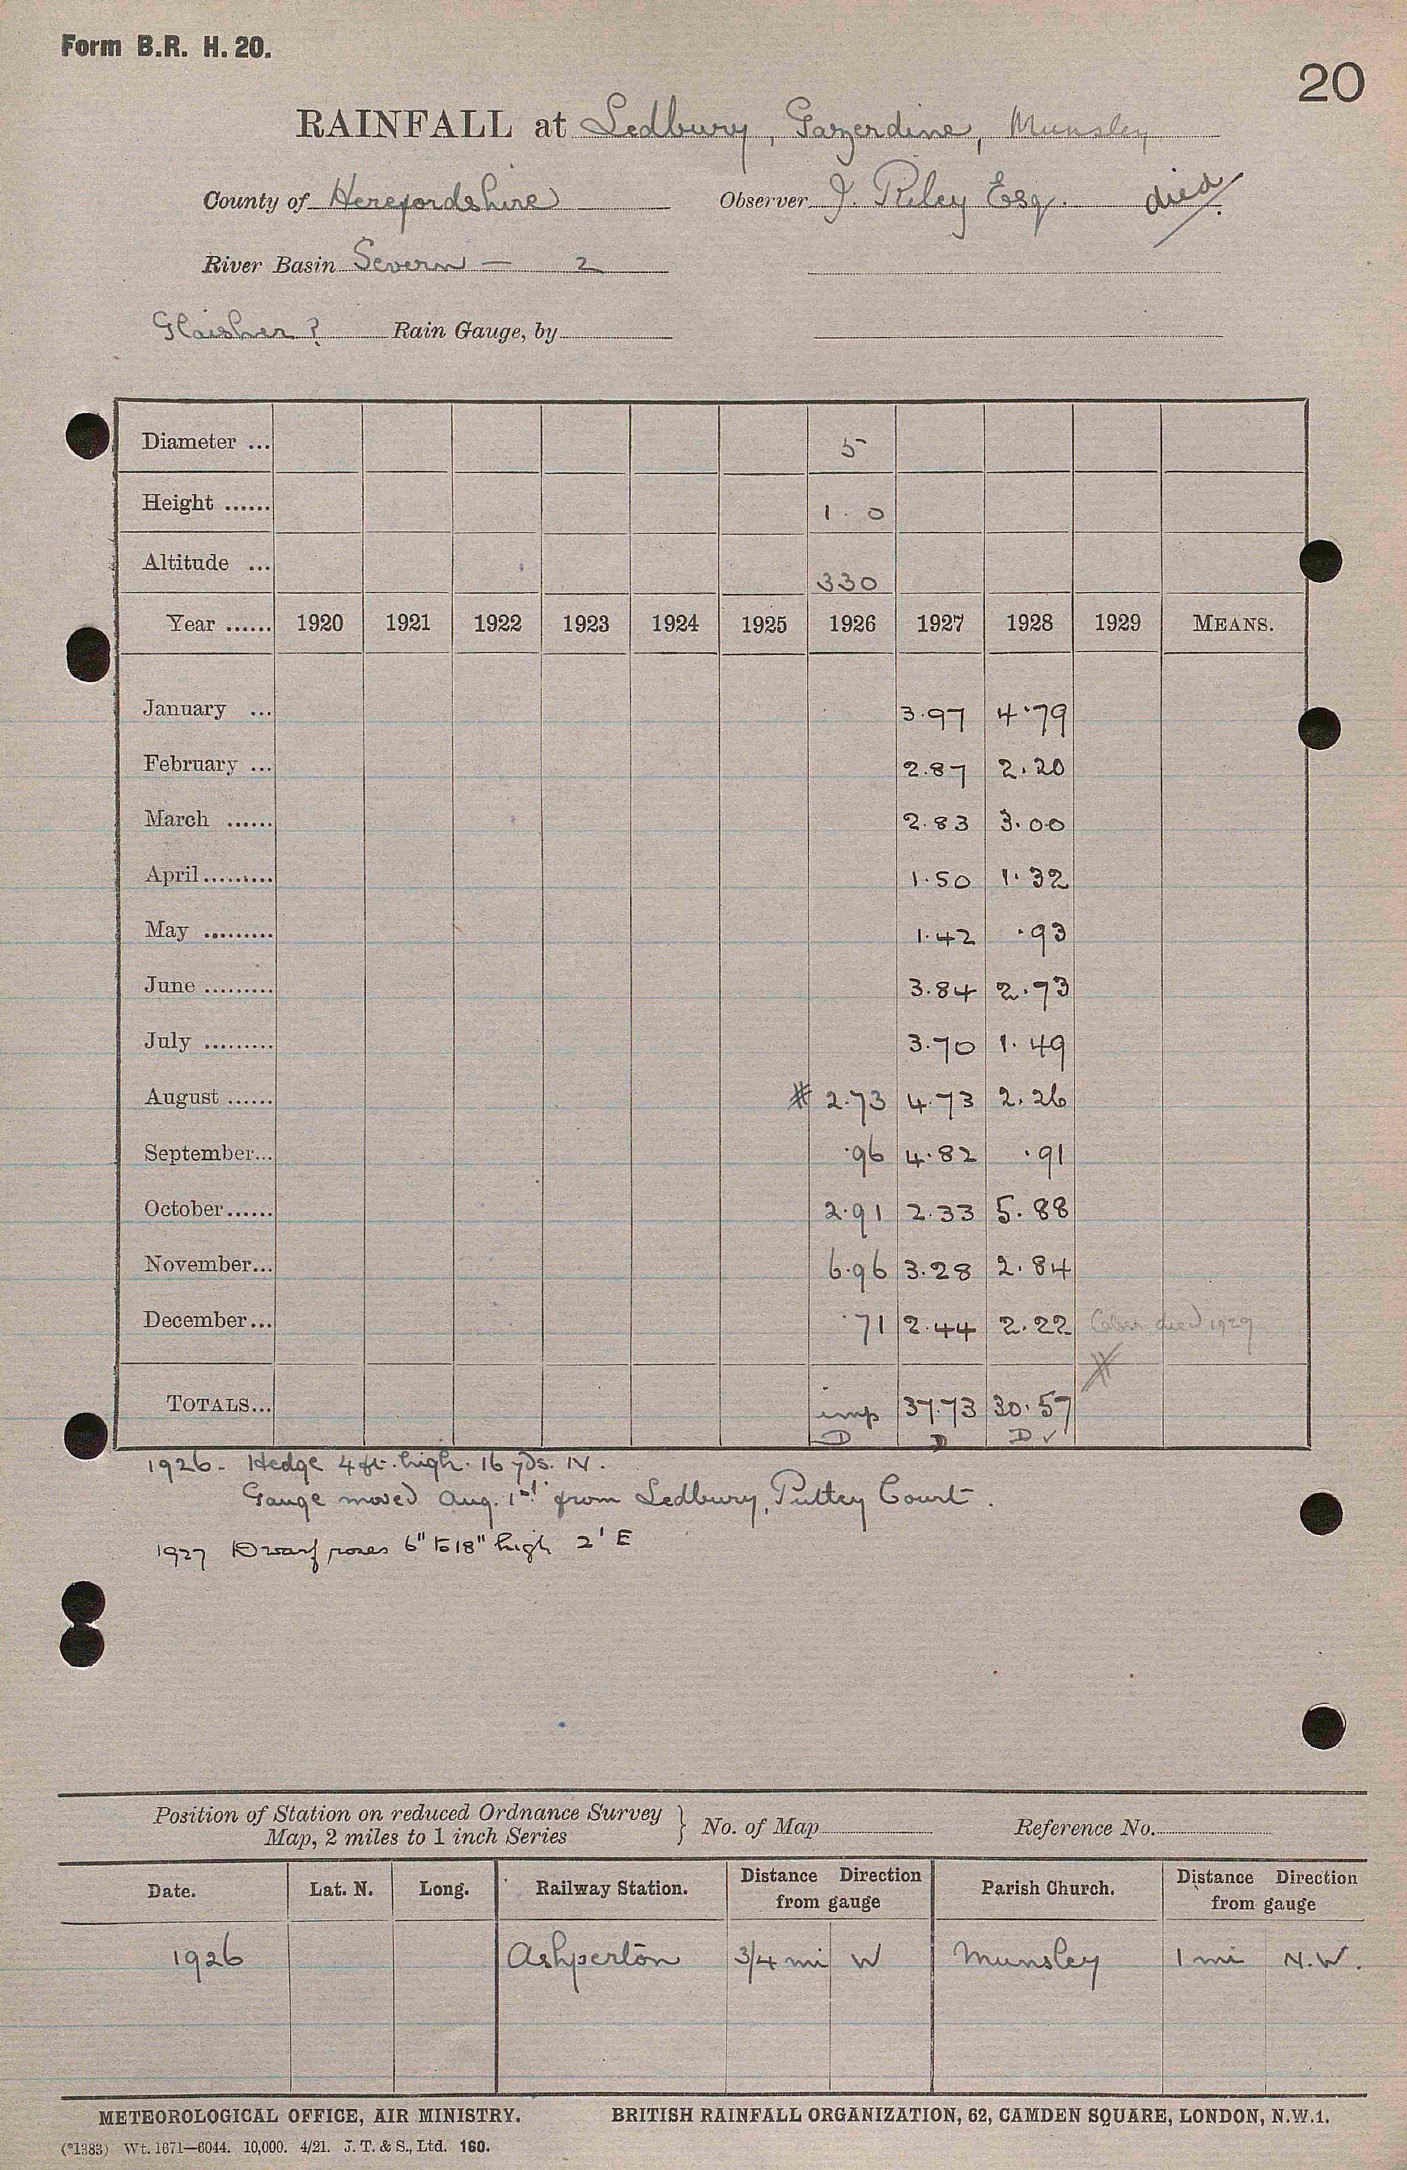 Form B.R. H. 20.
20
RAINFALL at Ledbury, Gazerdine, Munsley
County of Herefordshire Observer J. Riley Esq. died
River Basin Severn — 2
Glaisher? Rain Gauge, by
Diameter ... 5
Height ...... 1 . 0
Altitude ... 330
Year ...... 1920 1921 1922 1923 1924 1925 1926 1927 1928 1929 MEANS.
January ... 3.97 4.79
February ... 2.87 2.20
March ...... 2.83 3.00
April ......... 1.50 1.32
May ......... 1.42 .93
June ......... 3.84 2.73
July ......... 3.70 1.49
August ...... # 2.73 4.73 2.26
September... .96 4.82 .91
October...... 2.91 2.33 5.88
November... 6.96 3.28 2.84
December... .71 2.44 2.22 died 1929
TOTALS... imp 37.73 30.57
D D D ✓
1926 - Hedge 4 ft. high. 16 yds. N.
Gauge moved Aug. 1st from Ledbury, Putley Court.
1927 Dwarf roses 6" to 18" high 2' E
Position of Station on reduced Ordnance Survey Map, 2 miles to 1 inch Series } No. of Map Reference No.
Date. Lat. N. Long. Railway Station. Distance Direction from gauge Parish Church. Distance Direction from gauge
1926 Ashperton 3/4 mi W Munsley 1 mi N.W.
METEOROLOGICAL OFFICE, AIR MINISTRY. BRITISH RAINFALL ORGANIZATION, 62, CAMDEN SQUARE, LONDON, N.W.1.
(*1383) Wt. 1671—6044. 10,000. 4/21. J. T. & S., Ltd. 160.